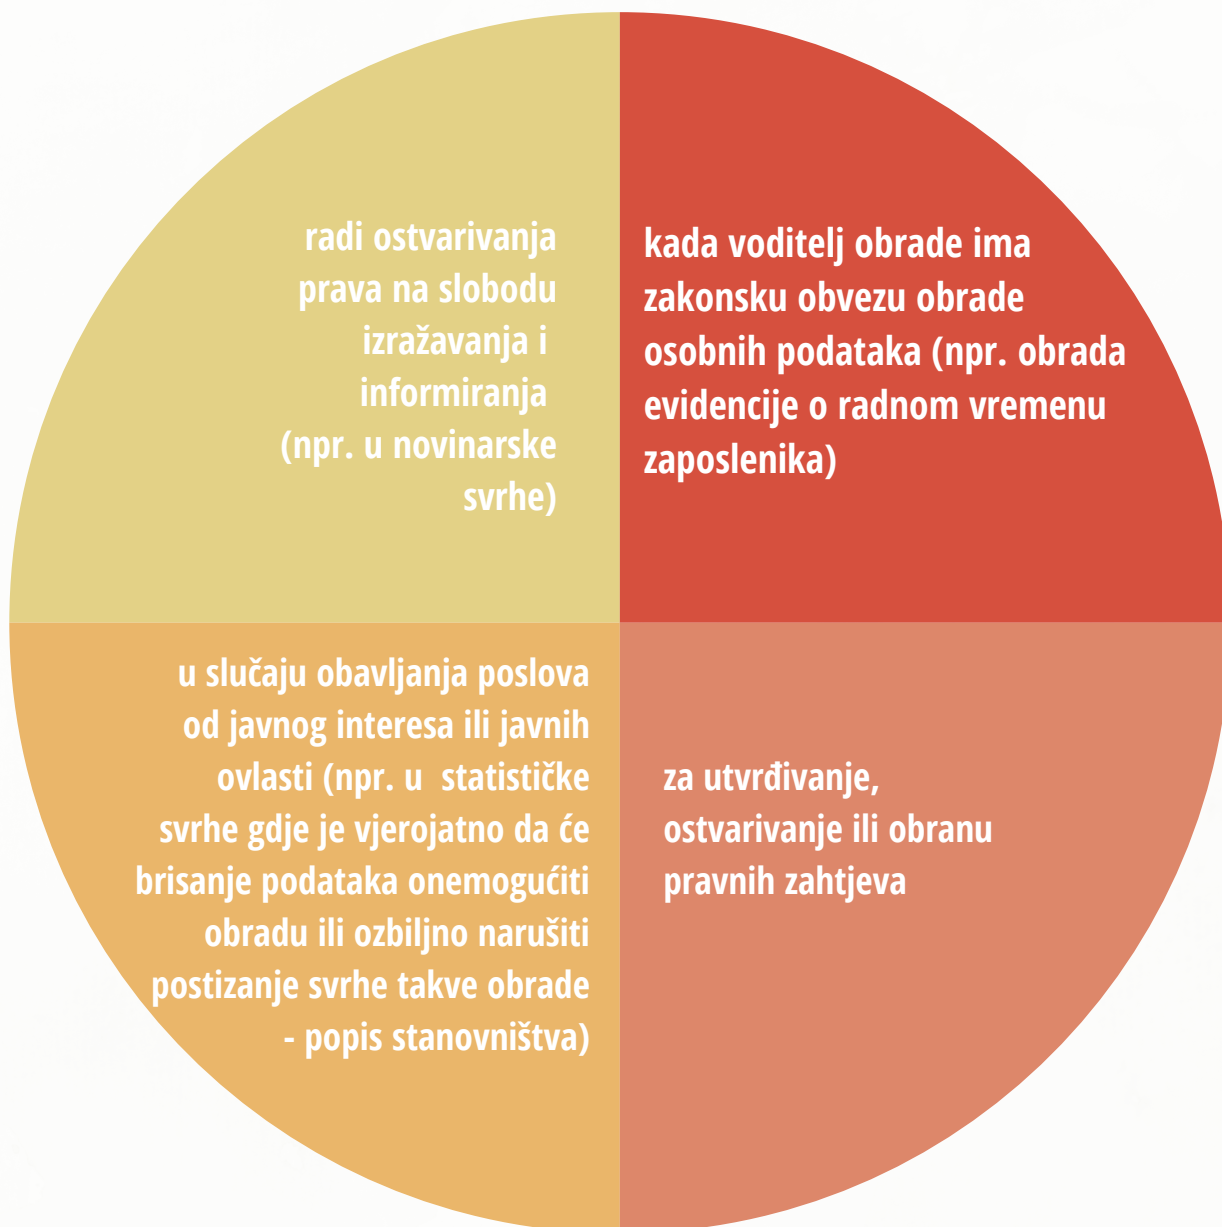 radi ostvarivanja
prava na slobodu
izražavanja i
informiranja
(npr. u novinarske
svrhe)
kada voditelj obrade ima
zakonsku obvezu obrade
osobnih podataka (npr. obrada
evidencije o radnom vremenu
zaposlenika)
u slučaju obavljanja poslova
od javnog interesa ili javnih
ovlasti (npr. u statističke
svrhe gdje je vjerojatno da će
brisanje podataka onemogućiti
obradu ili ozbiljno narušiti
postizanje svrhe takve obrade
- popis stanovništva)
za utvrđivanje,
ostvarivanje ili obranu
pravnih zahtjeva